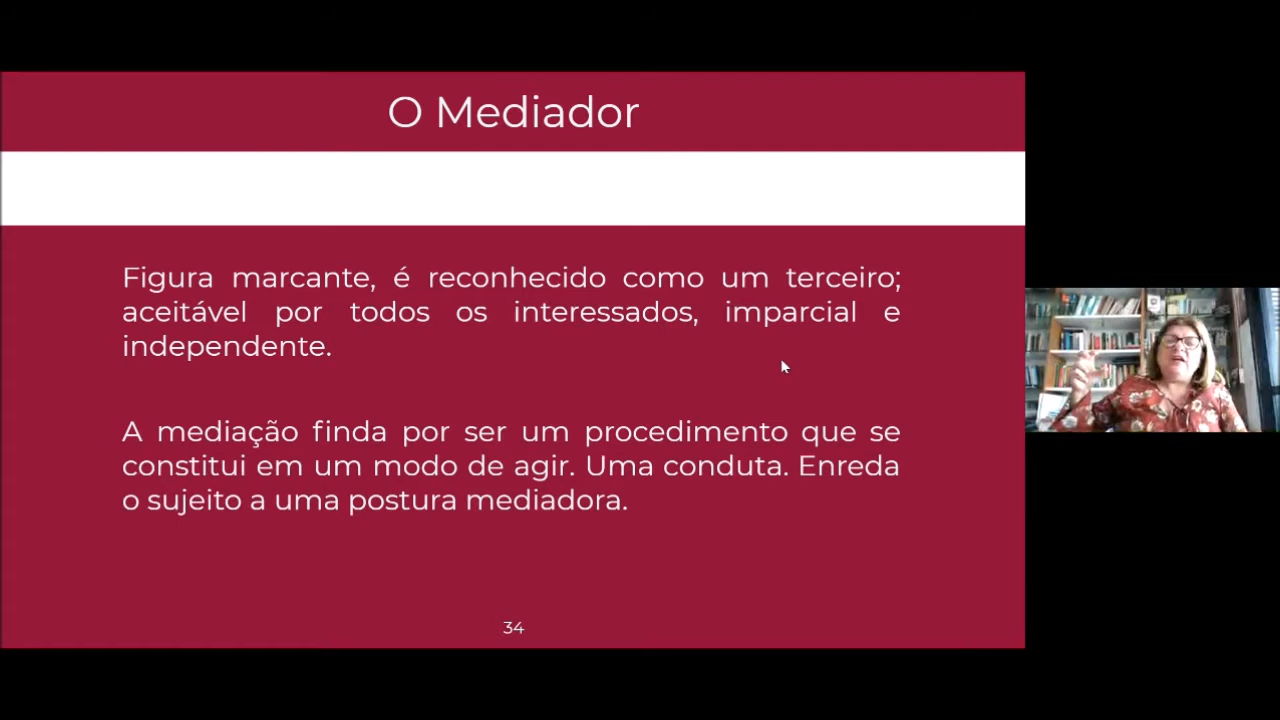 O Mediador
Figura marcante, é reconhecido como um terceiro;
aceitável por todos os interessados, imparcial e
independente.
A mediação finda por ser um procedimento que se
constitui em um modo de agir. Uma conduta. Enreda
o sujeito a uma postura mediadora.
34